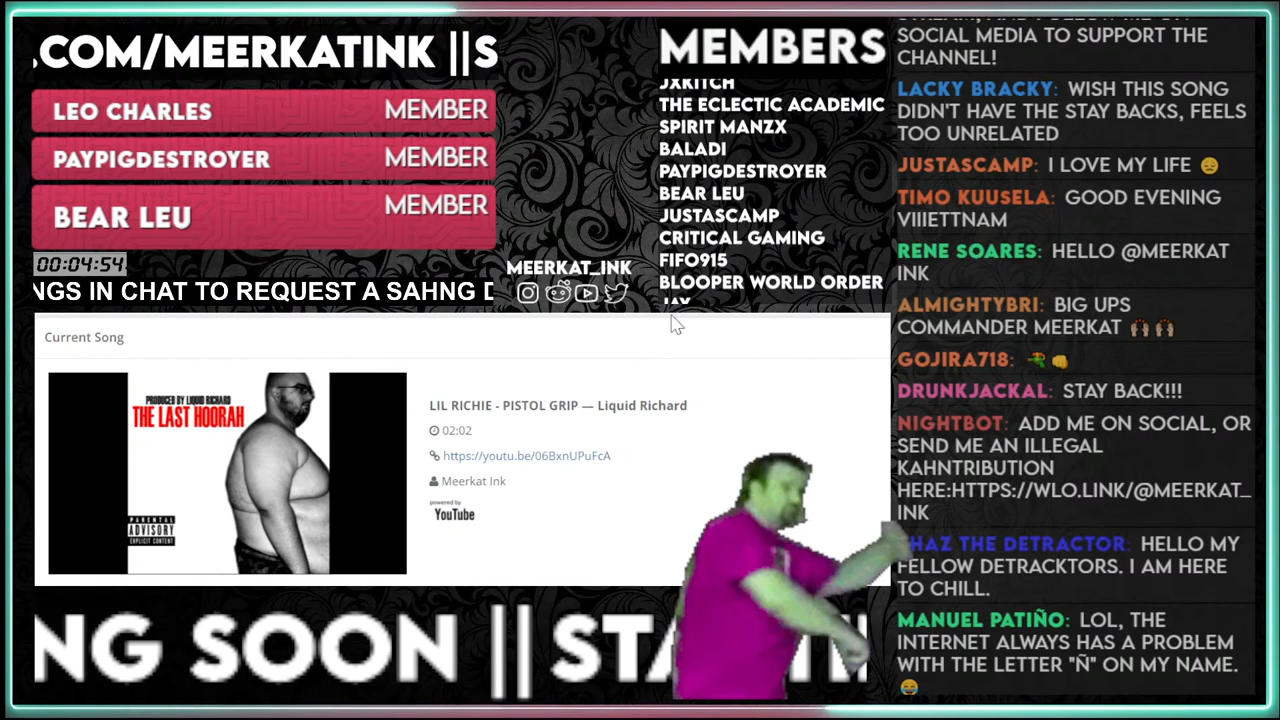 .COM/MEERKATINK ||S
LEO CHARLES MEMBER
PAYPIGDESTROYER MEMBER
BEAR LEU MEMBER
00:04:54
NGS IN CHAT TO REQUEST A SAHNG
MEERKAT_INK
MEMBERS
JXKITCH
THE ECLECTIC ACADEMIC
SPIRIT MANZX
BALADI
PAYPIGDESTROYER
BEAR LEU
JUSTASCAMP
CRITICAL GAMING
FIFO915
BLOOPER WORLD ORDER
JAY
Current Song
PRODUCED BY LIQUID RICHARD
THE LAST HOORAH
PARENTAL
ADVISORY
EXPLICIT CONTENT
LIL RICHIE - PISTOL GRIP — Liquid Richard
02:02
https://youtu.be/06BxnUPuFcA
Meerkat Ink
powered by
YouTube
NG SOON || STA
SOCIAL MEDIA TO SUPPORT THE
CHANNEL!
LACKY BRACKY: WISH THIS SONG
DIDN'T HAVE THE STAY BACKS, FEELS
TOO UNRELATED
JUSTASCAMP: I LOVE MY LIFE 😔
TIMO KUUSELA: GOOD EVENING
VIIIETTNAM
RENE SOARES: HELLO @MEERKAT
INK
ALMIGHTYBRI: BIG UPS
COMMANDER MEERKAT 🙌🏽🙌🏽
GOJIRA718: 🔫👊
DRUNKJACKAL: STAY BACK!!!
NIGHTBOT: ADD ME ON SOCIAL, OR
SEND ME AN ILLEGAL
KAHNTRIBUTION
HERE:HTTPS://WLO.LINK/@MEERKAT_
INK
HAZ THE DETRACTOR: HELLO MY
FELLOW DETRACKTORS. I AM HERE
TO CHILL.
MANUEL PATIÑO: LOL, THE
INTERNET ALWAYS HAS A PROBLEM
WITH THE LETTER "Ñ" ON MY NAME.
😂